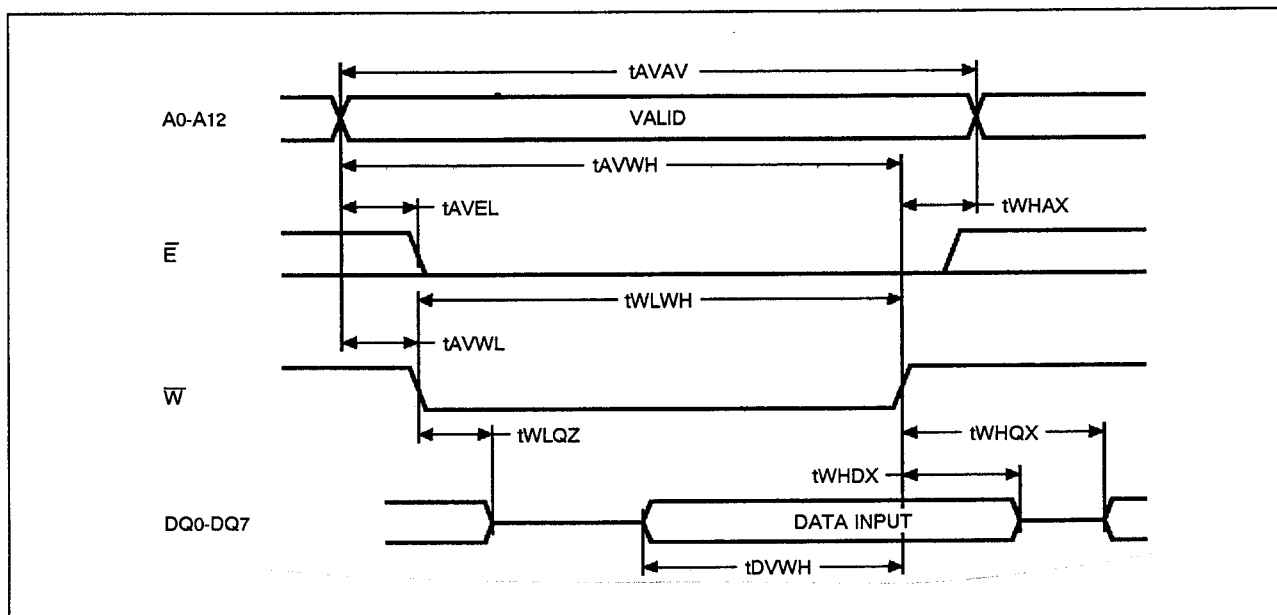 tAVAV
A0-A12
VALID
tAVWH
tAVEL
tWHAX
E̅
tWLWH
tAVWL
W̅
tWLQZ
tWHQX
tWHDX
DQ0-DQ7
DATA INPUT
tDVWH